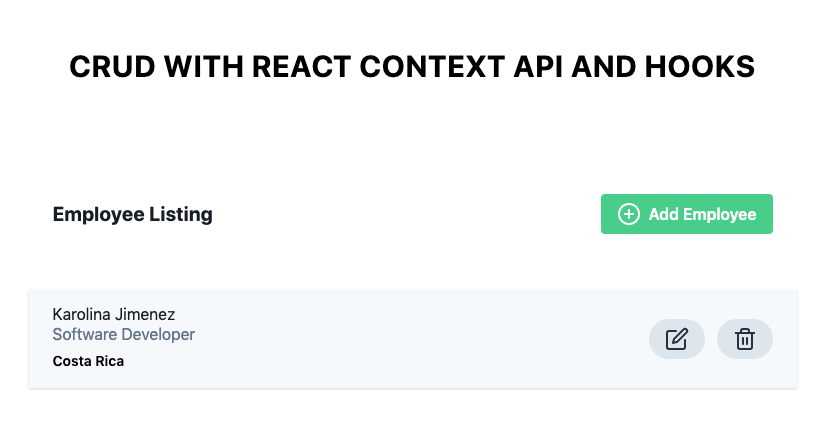 CRUD WITH REACT CONTEXT API AND HOOKS
Employee Listing
Add Employee
Karolina Jimenez
Software Developer
Costa Rica